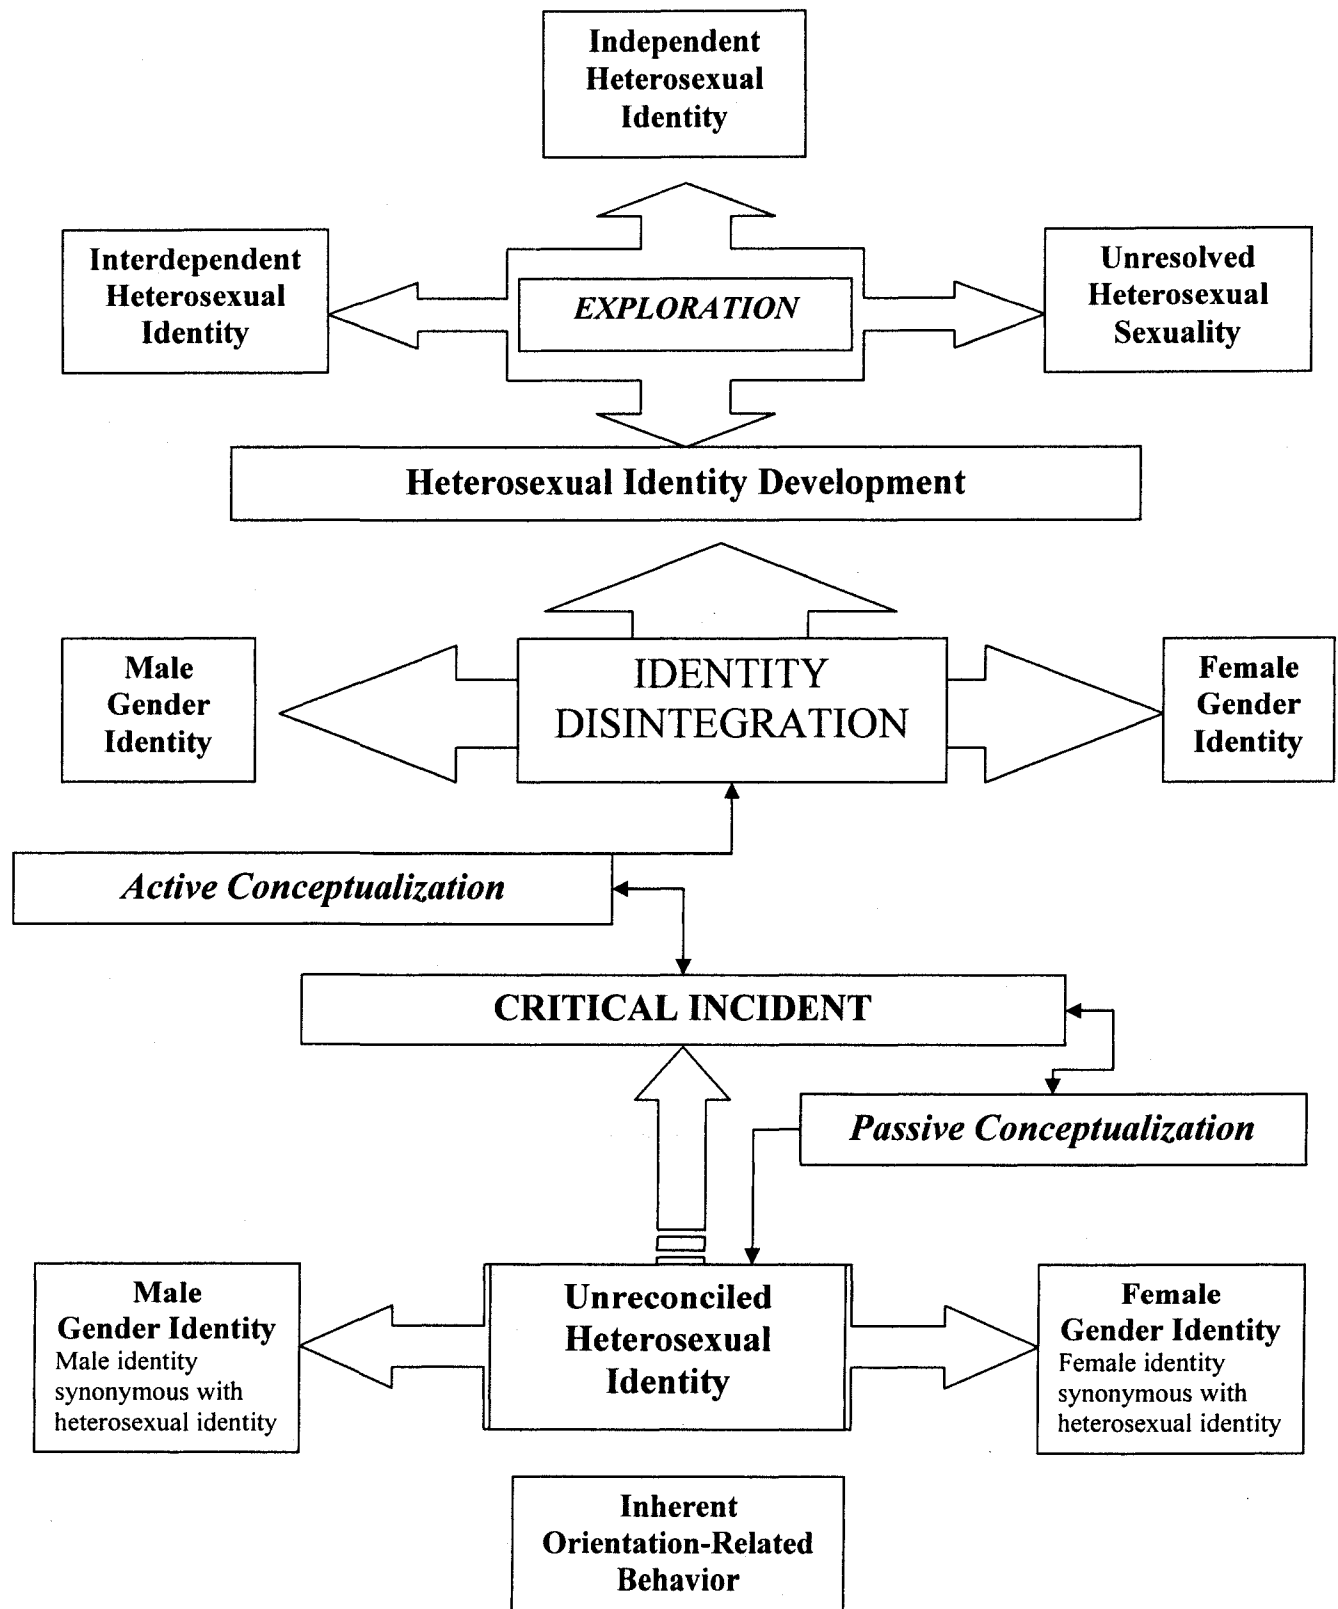 Independent
Heterosexual
Identity
Interdependent
Heterosexual
Identity
EXPLORATION
Unresolved
Heterosexual
Sexuality
Heterosexual Identity Development
Male
Gender
Identity
IDENTITY
DISINTEGRATION
Female
Gender
Identity
Active Conceptualization
CRITICAL INCIDENT
Passive Conceptualization
Male
Gender Identity
Male identity
synonymous with
heterosexual identity
Unreconciled
Heterosexual
Identity
Female
Gender Identity
Female identity
synonymous with
heterosexual identity
Inherent
Orientation-Related
Behavior